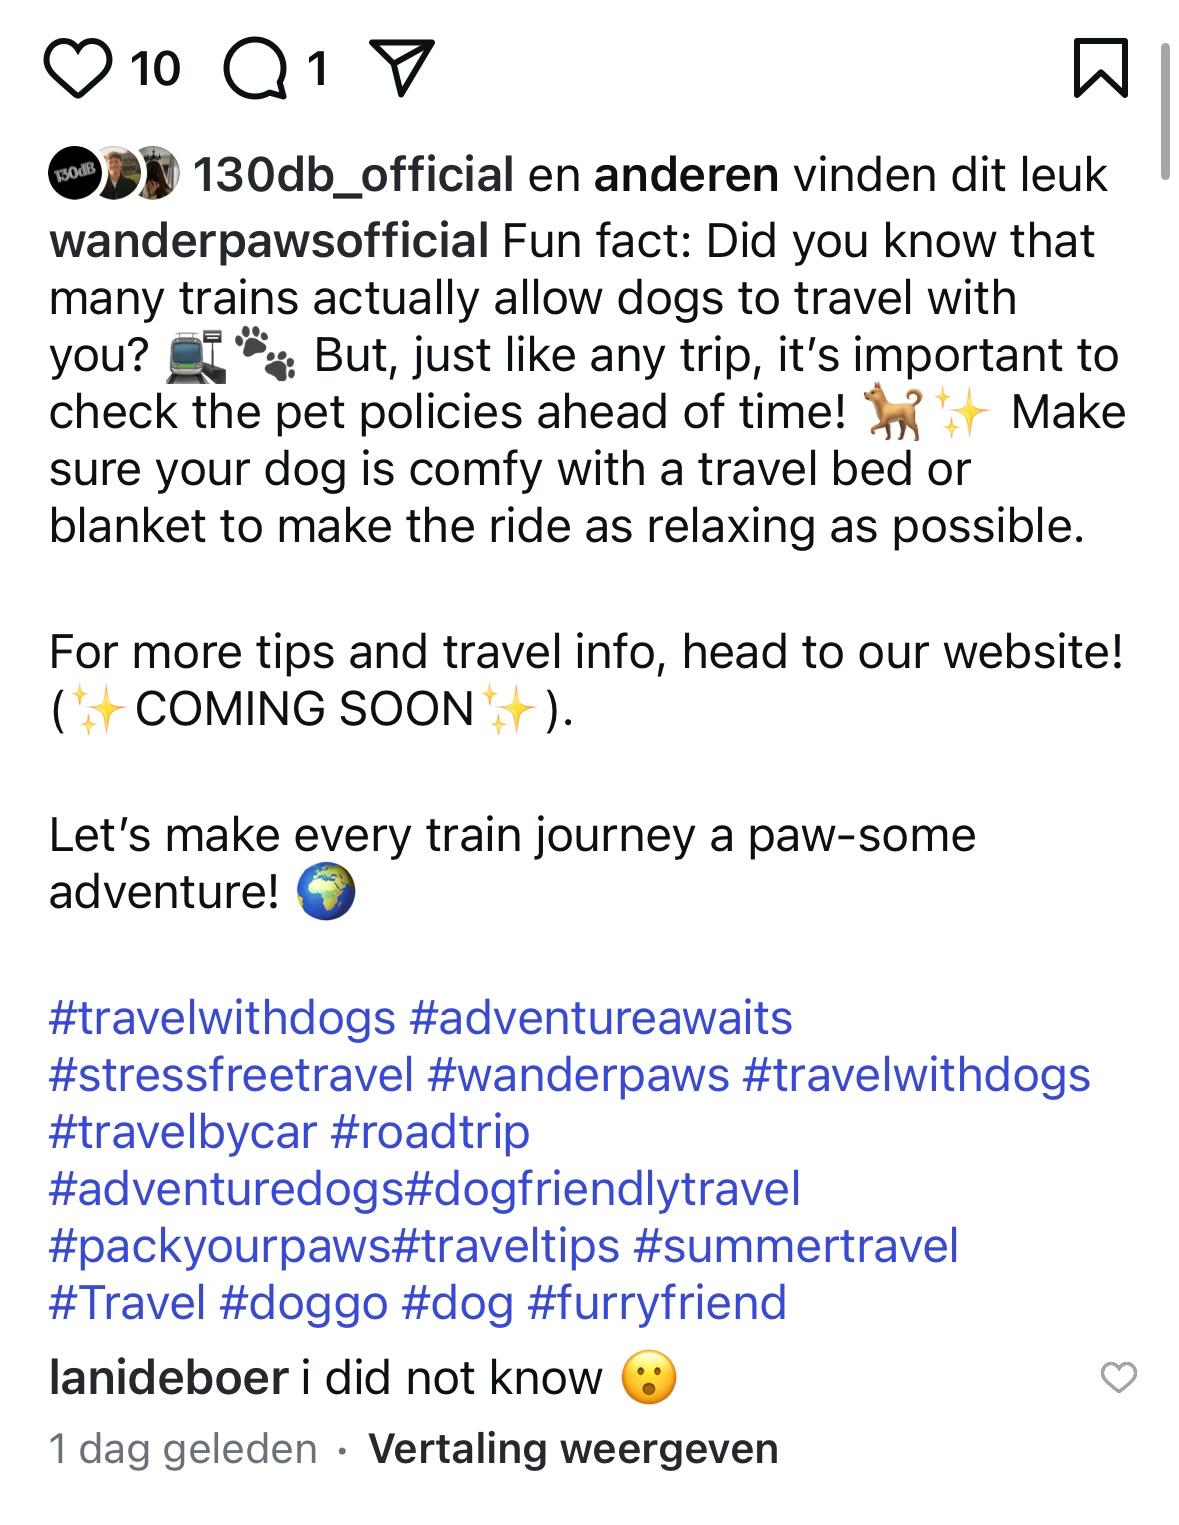 10 1
130dB
130db_official en anderen vinden dit leuk
wanderpawsofficial Fun fact: Did you know that
many trains actually allow dogs to travel with
you? 🚉🐾 But, just like any trip, it’s important to
check the pet policies ahead of time! 🐕✨ Make
sure your dog is comfy with a travel bed or
blanket to make the ride as relaxing as possible.
For more tips and travel info, head to our website!
(✨COMING SOON✨).
Let’s make every train journey a paw-some
adventure! 🌍
#travelwithdogs #adventureawaits
#stressfreetravel #wanderpaws #travelwithdogs
#travelbycar #roadtrip
#adventuredogs#dogfriendlytravel
#packyourpaws#traveltips #summertravel
#Travel #doggo #dog #furryfriend
lanideboer i did not know 😮
1 dag geleden · Vertaling weergeven